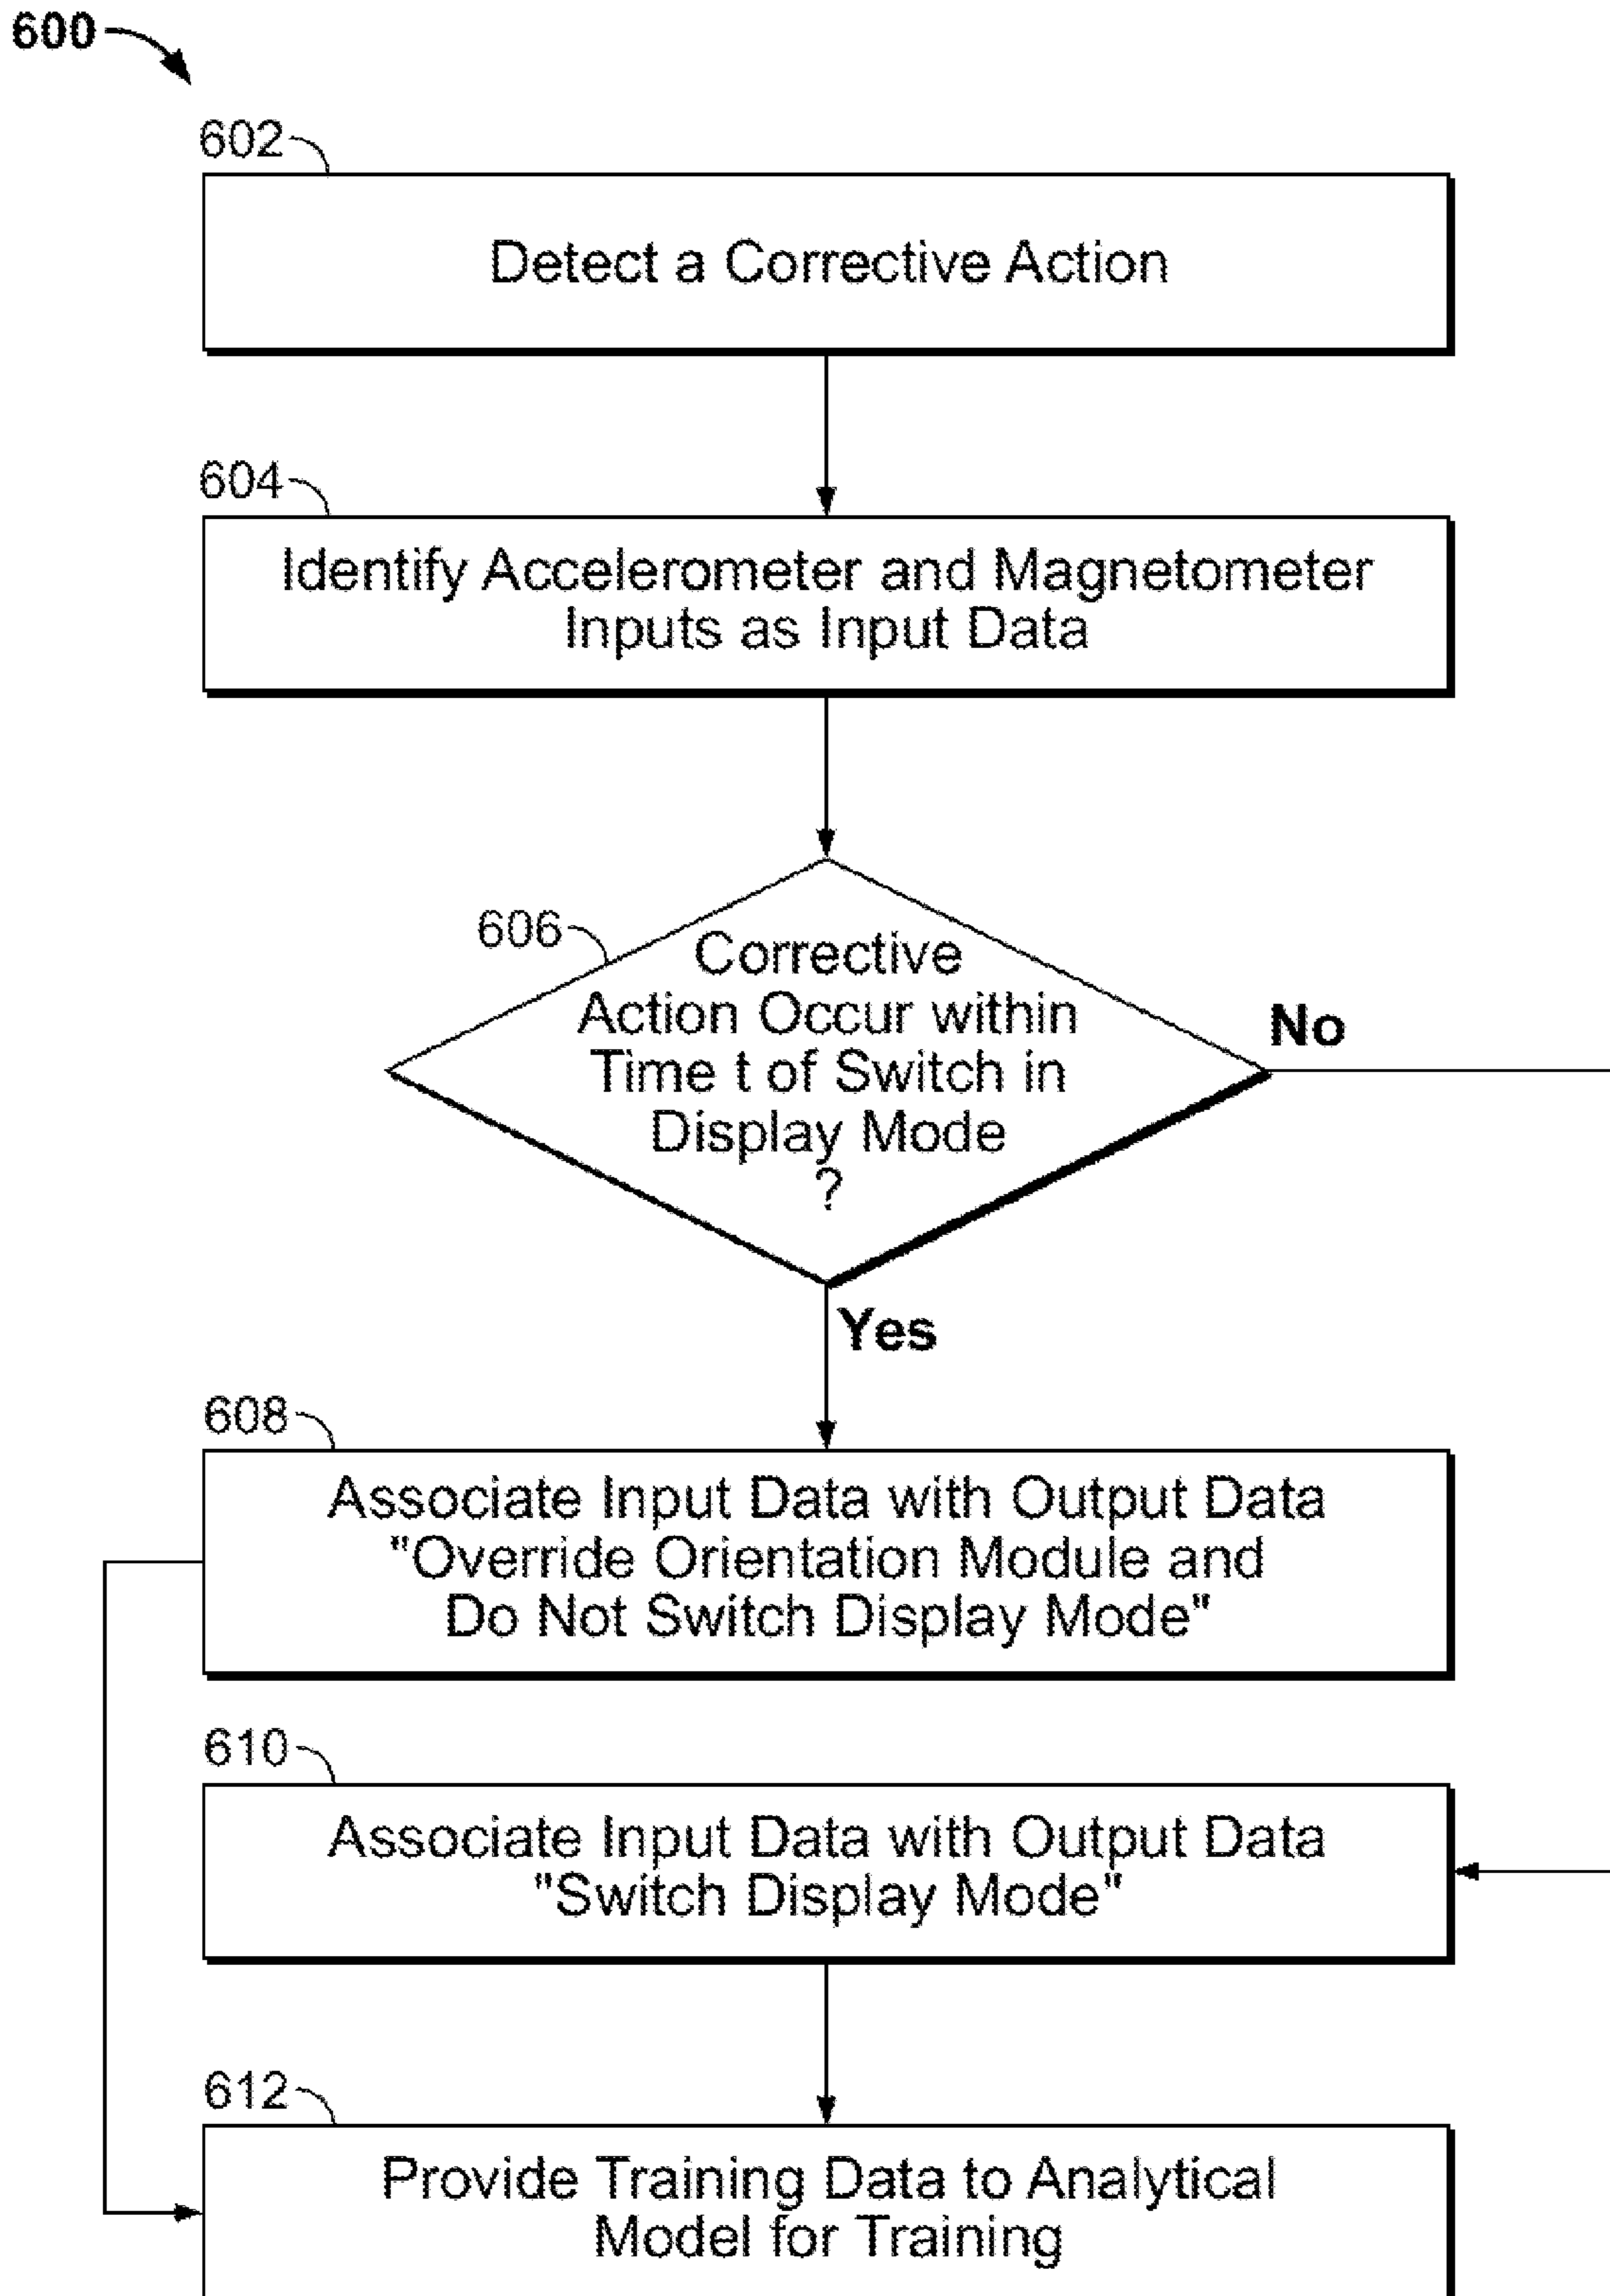 600
602
Detect a Corrective Action
604
Identify Accelerometer and Magnetometer
Inputs as Input Data
606
Corrective
Action Occur within
Time t of Switch in
Display Mode
?
No
Yes
608
Associate Input Data with Output Data
"Override Orientation Module and
Do Not Switch Display Mode"
610
Associate Input Data with Output Data
"Switch Display Mode"
612
Provide Training Data to Analytical
Model for Training